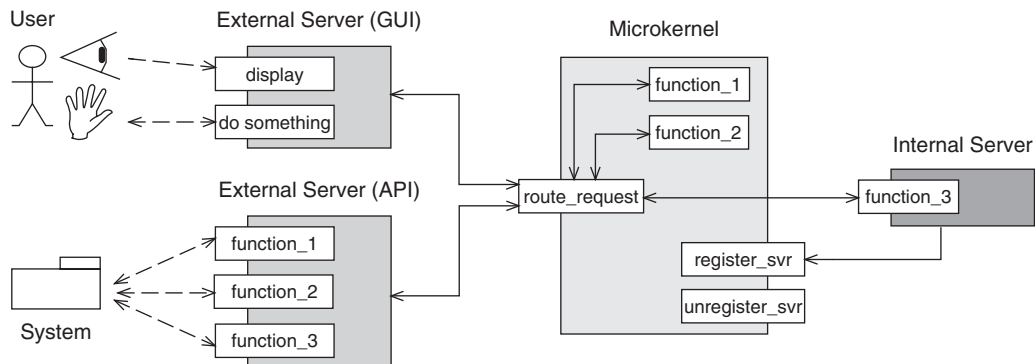 User
External Server (GUI)
display
do something
External Server (API)
function_1
function_2
function_3
System
Microkernel
function_1
function_2
route_request
register_svr
unregister_svr
Internal Server
function_3